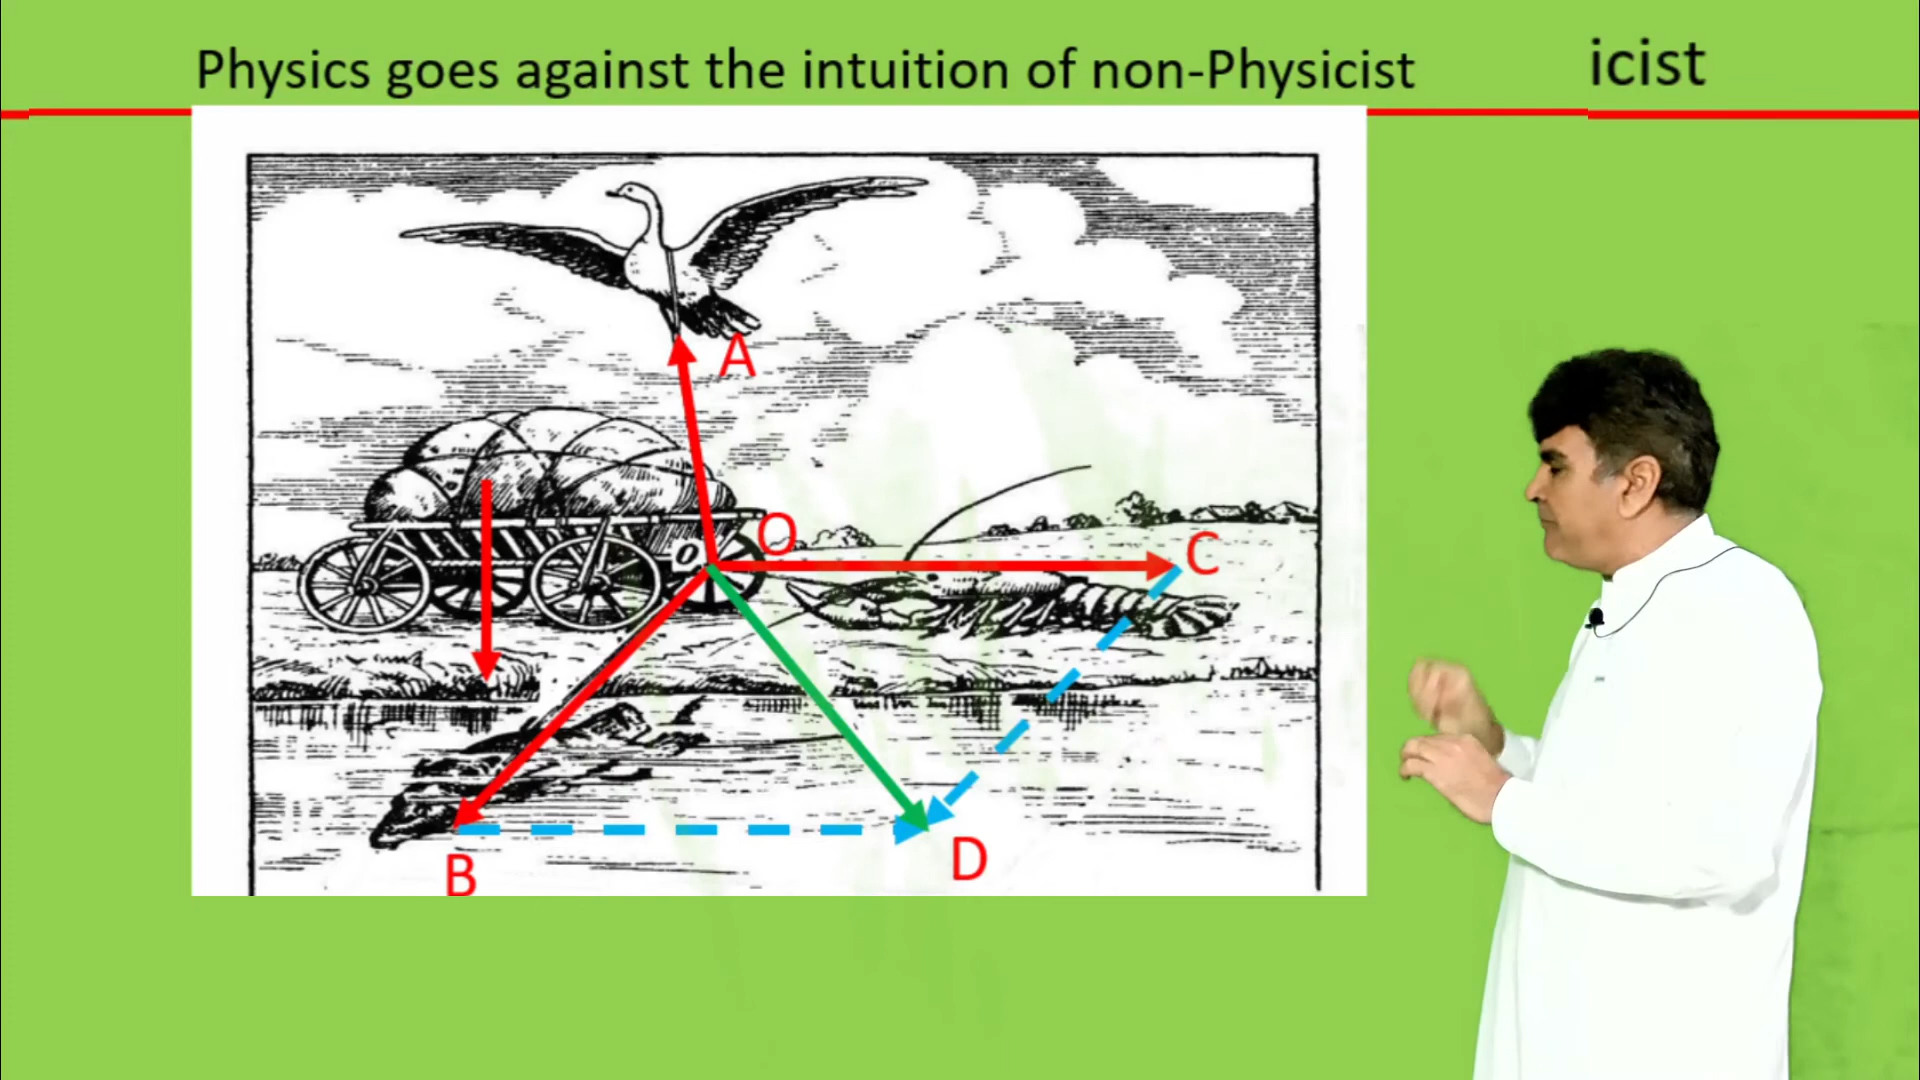 Physics goes against the intuition of non-Physicist
icist
A
O
O
C
B
D